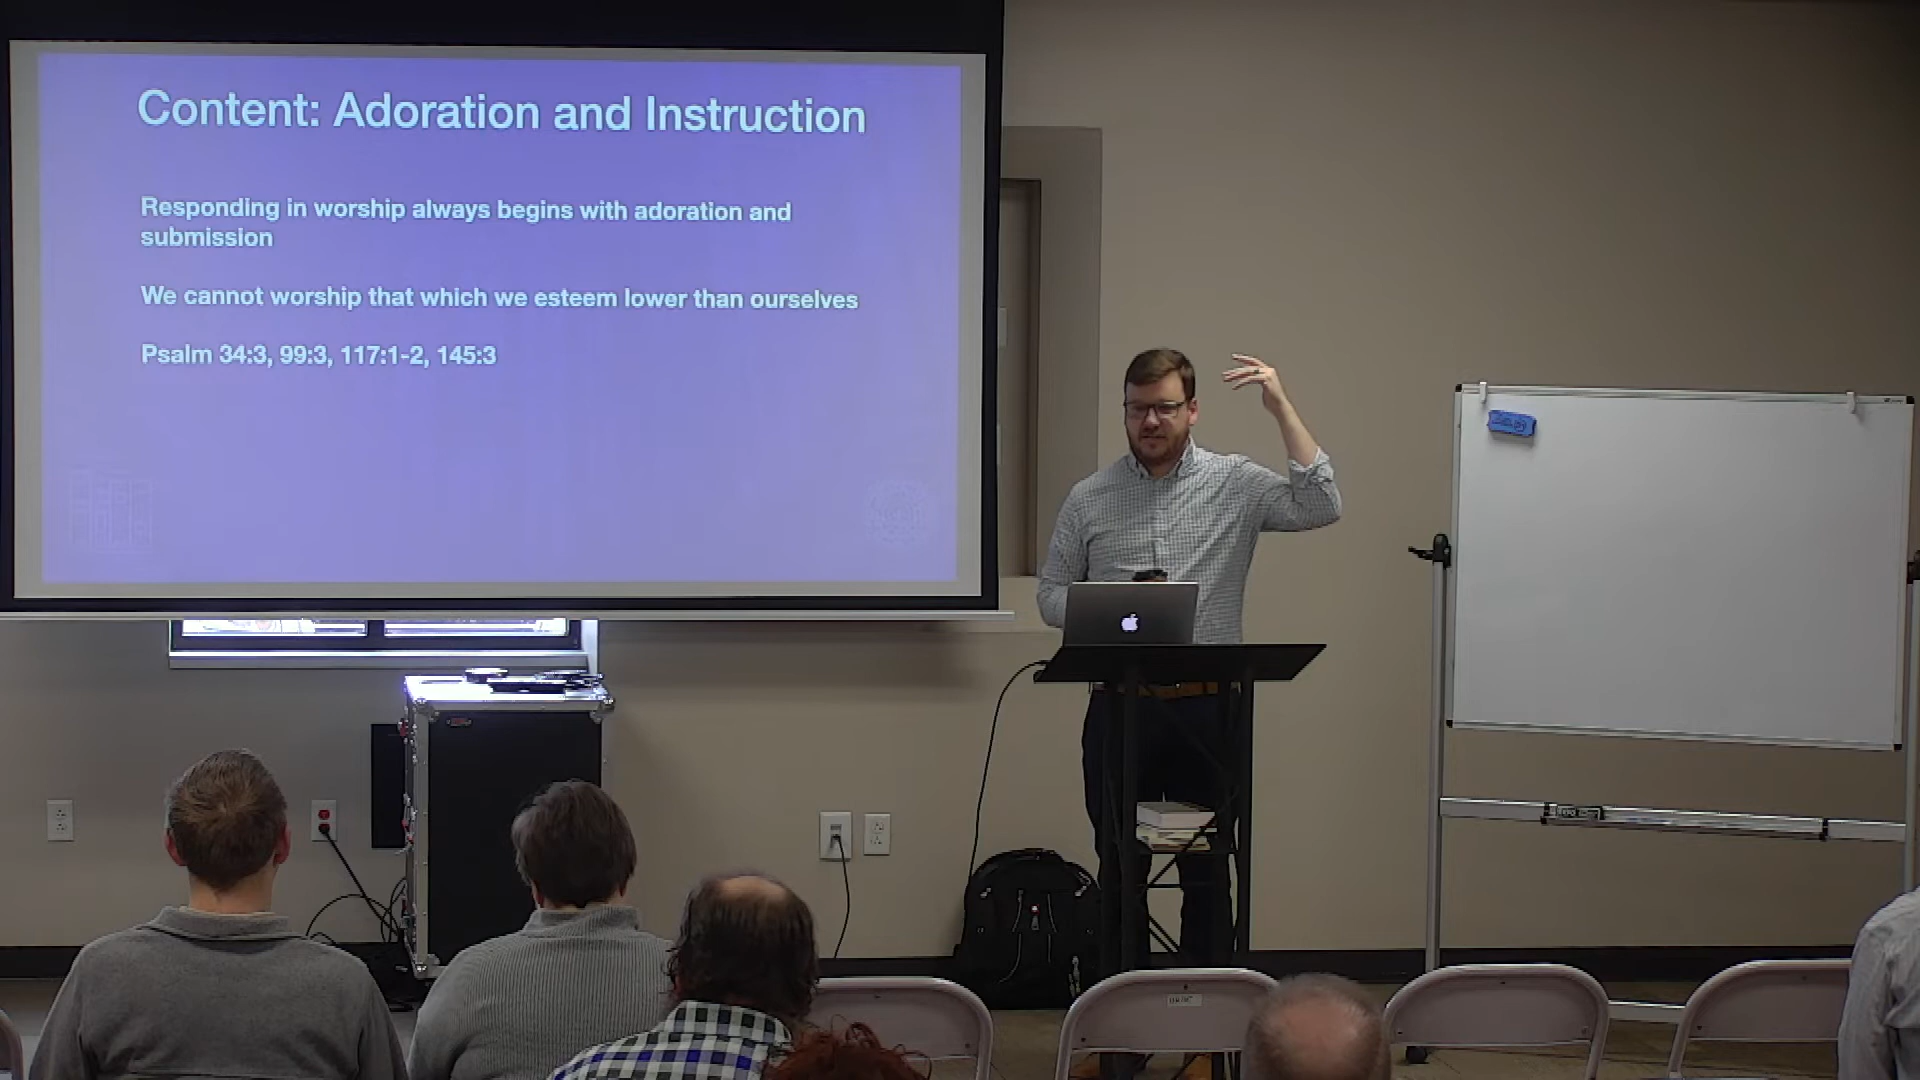 Content: Adoration and Instruction
Responding in worship always begins with adoration and
submission
We cannot worship that which we esteem lower than ourselves
Psalm 34:3, 99:3, 117:1-2, 145:3